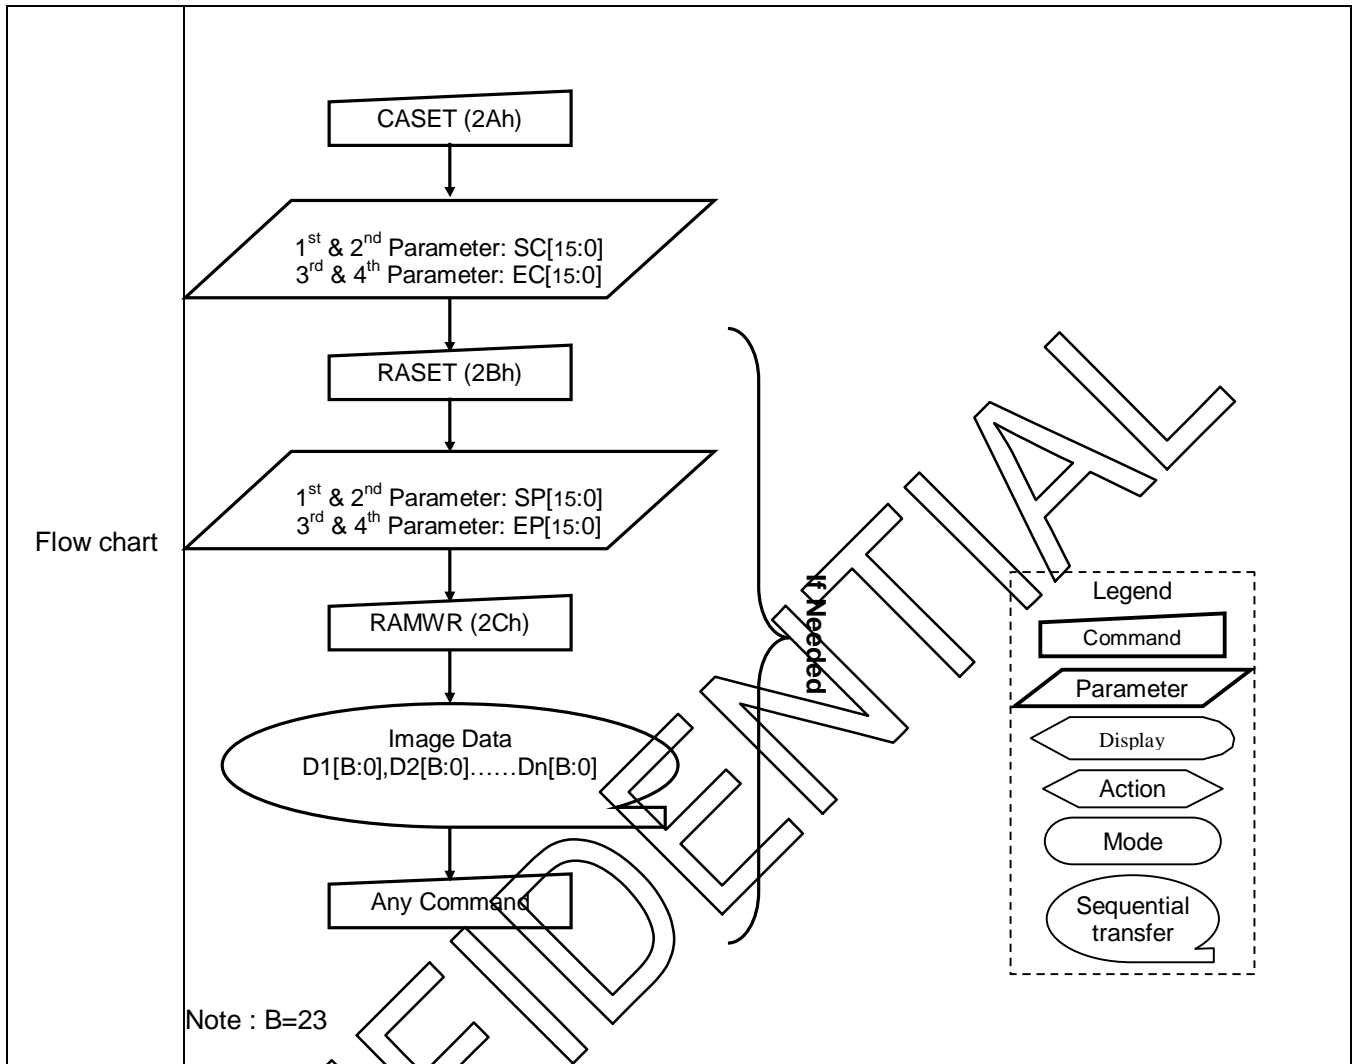 Flow chart
CASET (2Ah)
1st & 2nd Parameter: SC[15:0]
3rd & 4th Parameter: EC[15:0]
RASET (2Bh)
1st & 2nd Parameter: SP[15:0]
3rd & 4th Parameter: EP[15:0]
RAMWR (2Ch)
Image Data
D1[B:0],D2[B:0]......Dn[B:0]
Any Command
If Needed
Legend
Command
Parameter
Display
Action
Mode
Sequential
transfer
Note : B=23